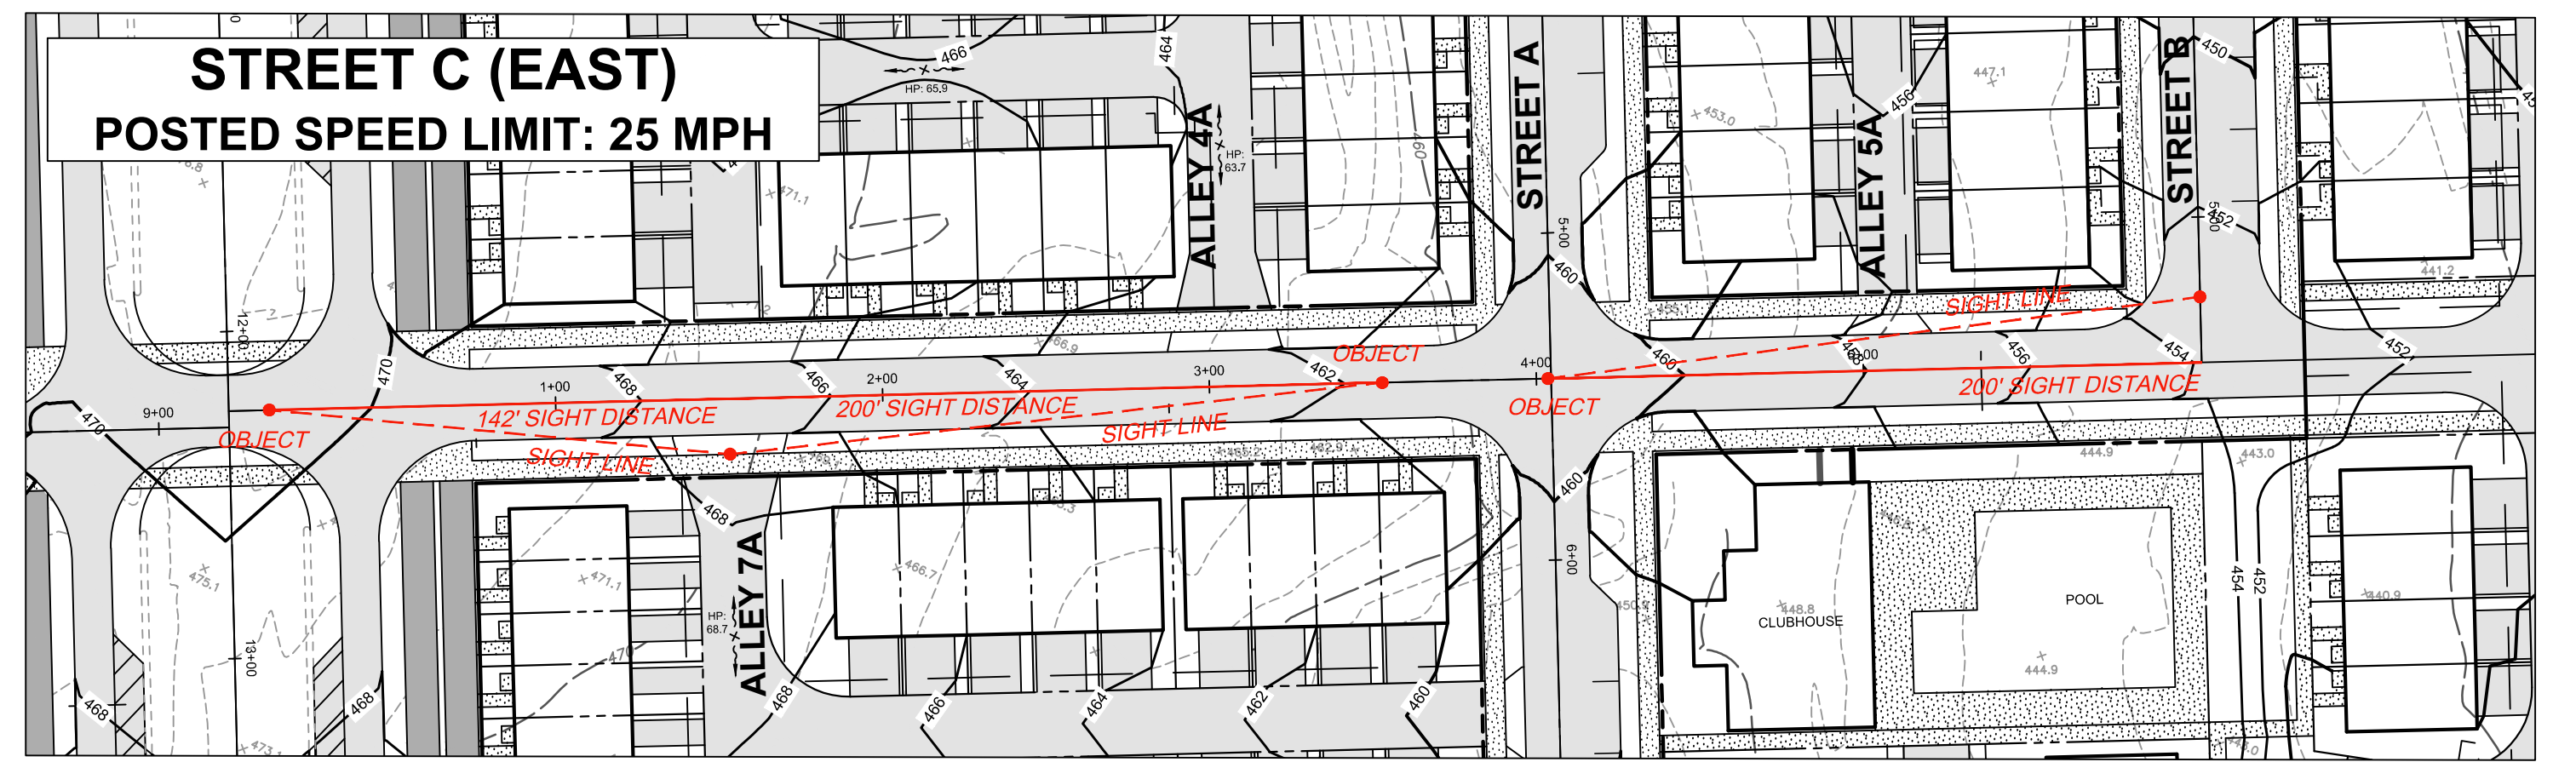 STREET C (EAST)
POSTED SPEED LIMIT: 25 MPH
466
HP: 65.9
464
ALLEY 4A
HP:
63.7
460
STREET A
5+00
ALLEY 5A
456
453.0
447.1
STREET B
450
452
441.2
471.1
12+00
470
470
9+00
1+00
2+00
3+00
4+00
468
466
464
462
460
460
456
454
452
466.9
OBJECT
OBJECT
OBJECT
142' SIGHT DISTANCE
200' SIGHT DISTANCE
200' SIGHT DISTANCE
SIGHT LINE
SIGHT LINE
SIGHT LINE
460
6+00
468
ALLEY 7A
HP:
68.7
471.1
470
466.7
475.1
13+00
468
468
468
466
464
462
460
444.9
443.0
448.8
CLUBHOUSE
POOL
444.9
454
452
440.9